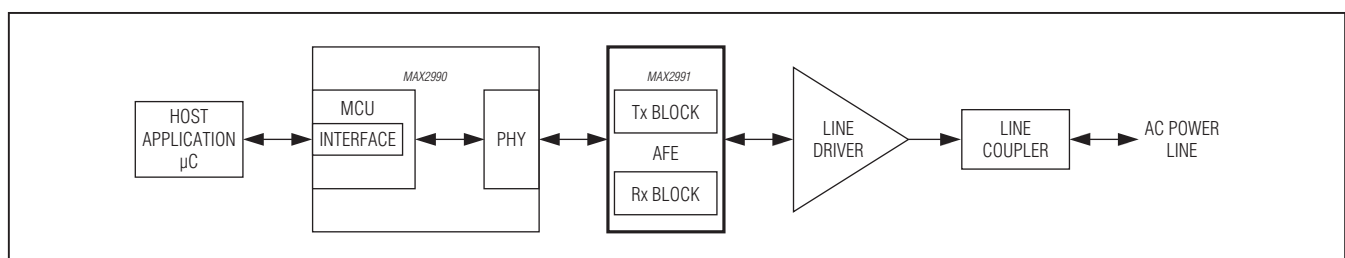 HOST
APPLICATION
µC
MAX2990
MCU
INTERFACE
PHY
MAX2991
Tx BLOCK
AFE
Rx BLOCK
LINE
DRIVER
LINE
COUPLER
AC POWER
LINE